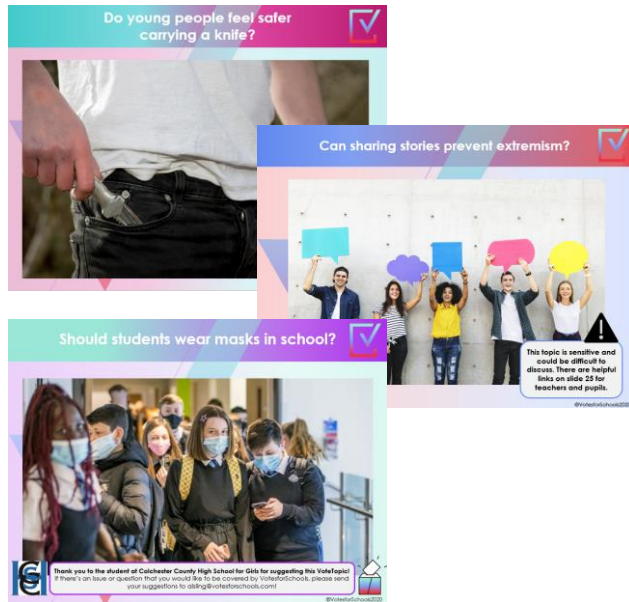 Do young people feel safer
carrying a knife?
Can sharing stories prevent extremism?
This topic is sensitive and
could be difficult to
discuss. There are helpful
links on slide 25 for
teachers and pupils.
©VotesforSchools2020
Should students wear masks in school?
Thank you to the student at Colchester County High School for Girls for suggesting this VoteTopic!
If there's an issue or question that you would like to be covered by VotesforSchools, please send
your suggestions to aisling@votesforschools.com!
©VotesforSchools2020